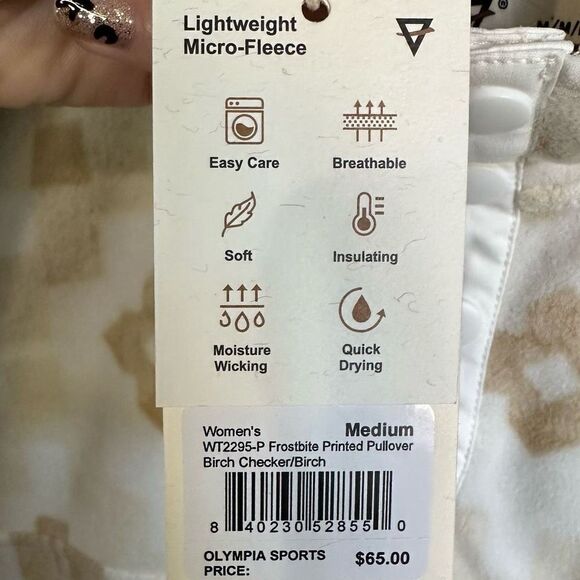 Lightweight
Micro-Fleece
Easy Care Breathable
Soft Insulating
Moisture Wicking Quick Drying
Women's Medium
WT2295-P Frostbite Printed Pullover
Birch Checker/Birch
8 40230 52855 0
OLYMPIA SPORTS
PRICE: $65.00